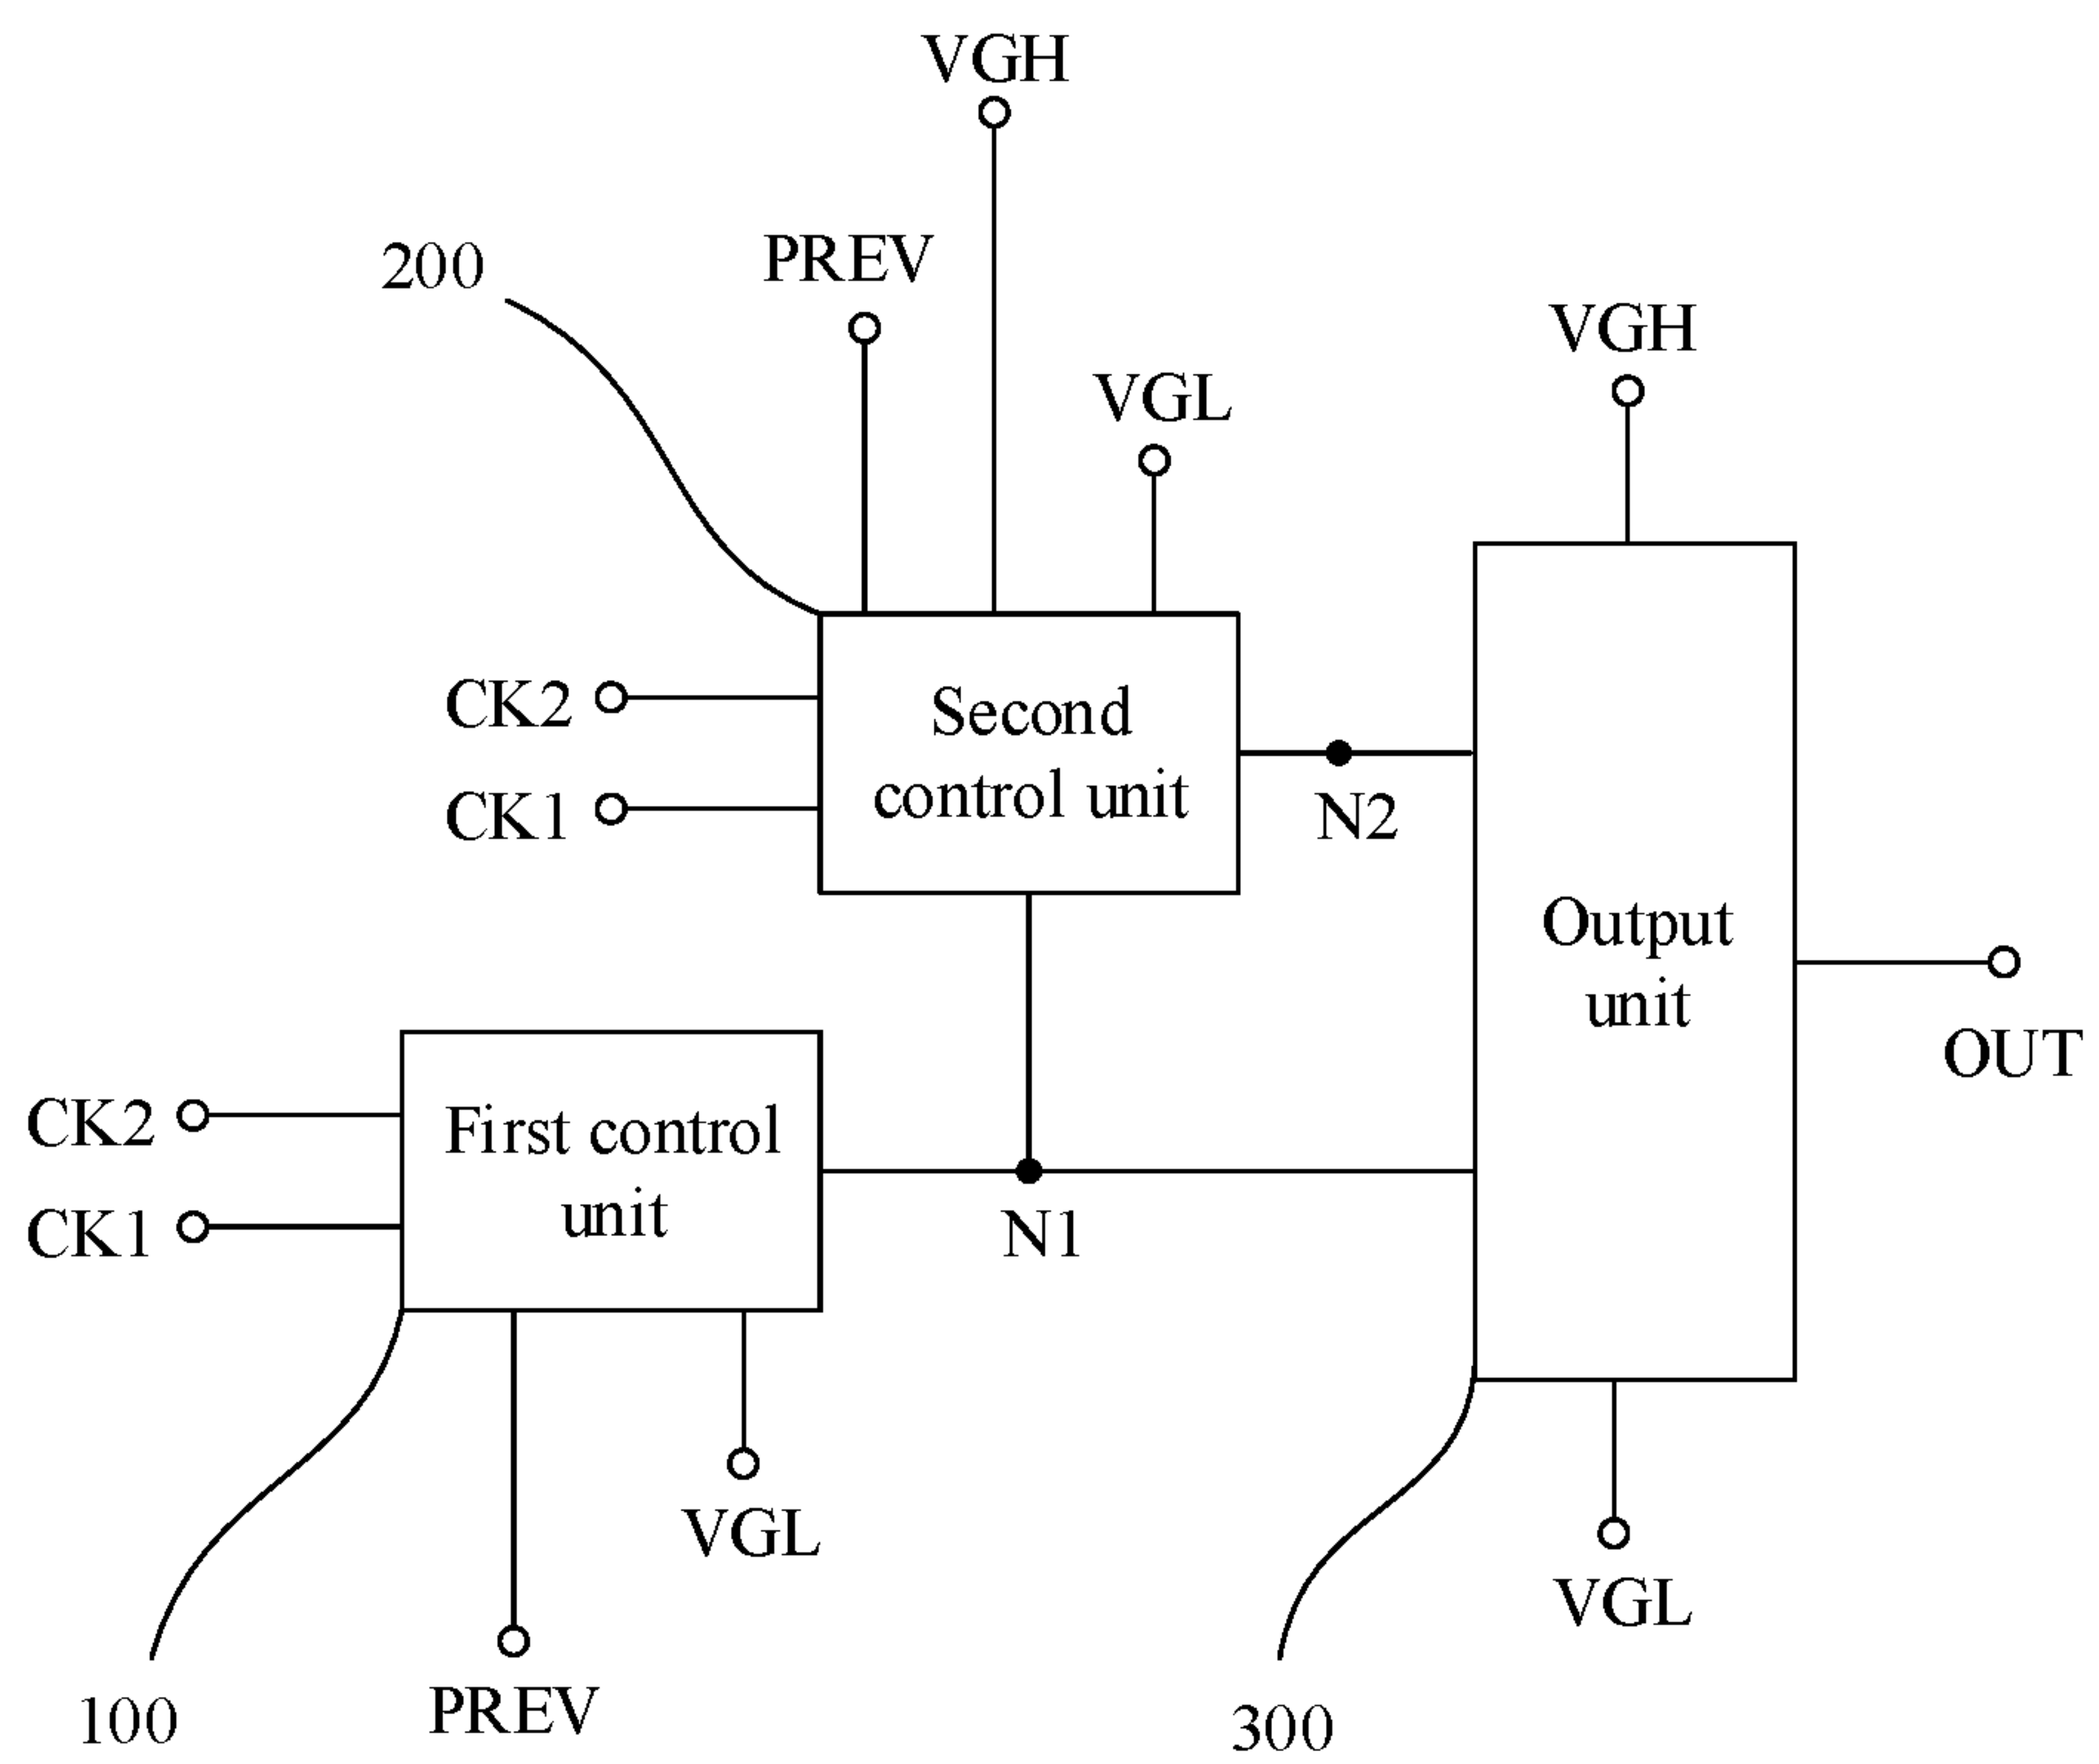 VGH
200
PREV
VGH
VGL
CK2
Second
control unit
CK1
N2
Output
unit
OUT
CK2
First control
unit
CK1
N1
VGL
VGL
PREV
100
300